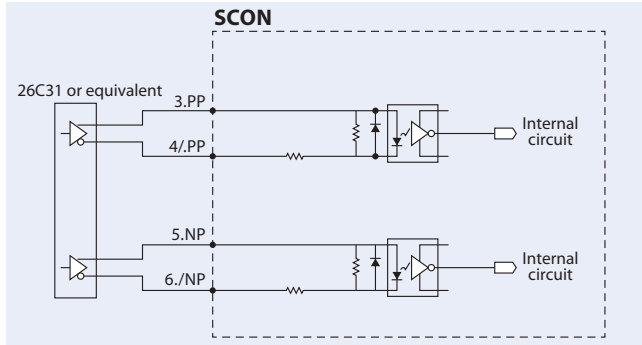 SCON
26C31 or equivalent
3.PP
4/.PP
Internal
circuit
5.NP
6./NP
Internal
circuit